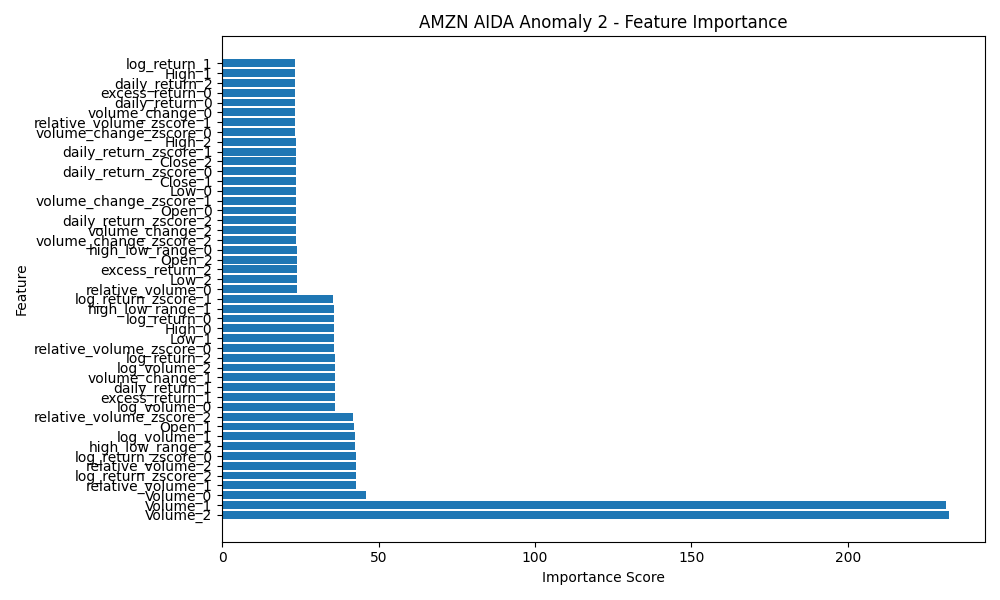 AMZN AIDA Anomaly 2 - Feature Importance
log_return_1
High_1
daily_return_2
excess_return_0
daily_return_0
volume_change_0
relative_volume_zscore_1
volume_change_zscore_0
High_2
daily_return_zscore_1
Close_2
daily_return_zscore_0
Close_1
Low_0
volume_change_zscore_1
Open_0
daily_return_zscore_2
volume_change_2
volume_change_zscore_2
high_low_range_0
Open_2
excess_return_2
Low_2
relative_volume_0
log_return_zscore_1
high_low_range_1
log_return_0
High_0
Low_1
relative_volume_zscore_0
log_return_2
log_volume_2
volume_change_1
daily_return_1
excess_return_1
log_volume_0
relative_volume_zscore_2
Open_1
log_volume_1
high_low_range_2
log_return_zscore_0
relative_volume_2
log_return_zscore_2
relative_volume_1
Volume_0
Volume_1
Volume_2
Feature
0 50 100 150 200
Importance Score